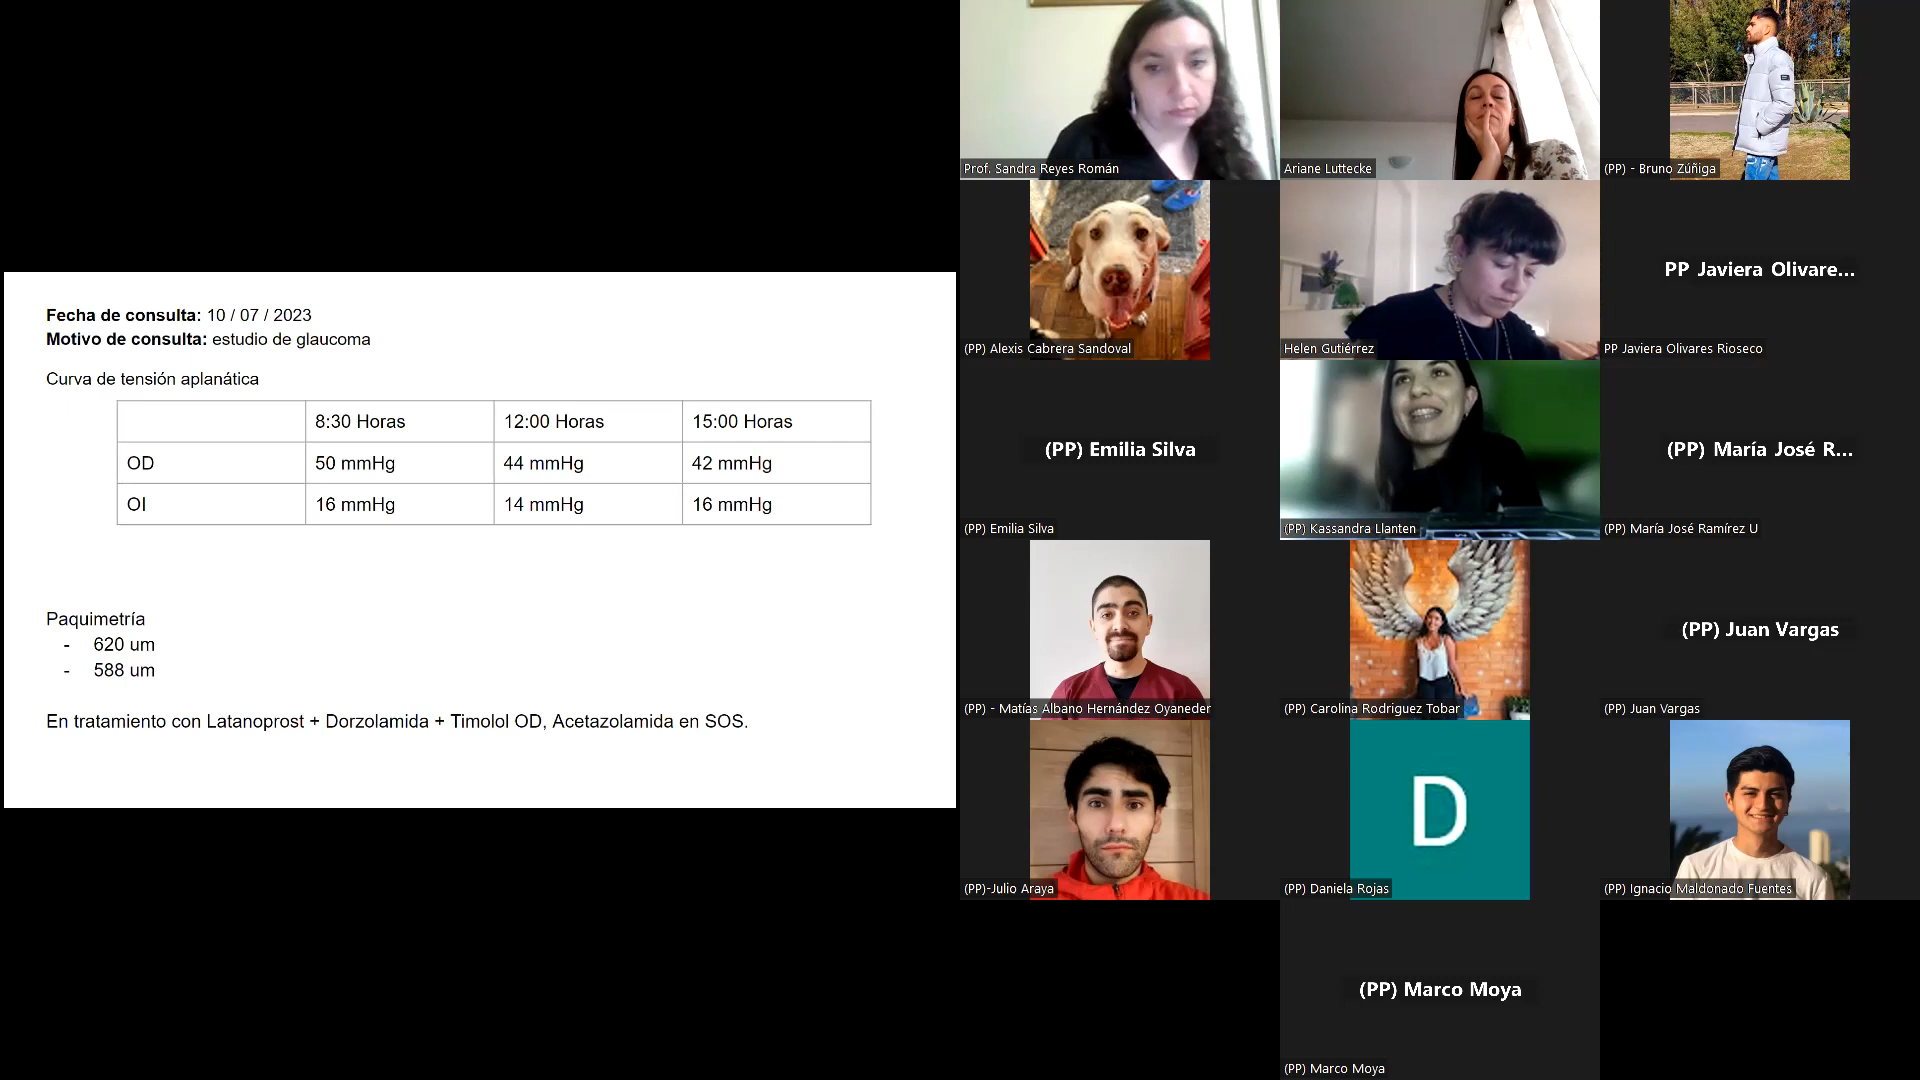 Fecha de consulta: 10 / 07 / 2023
Motivo de consulta: estudio de glaucoma
Curva de tensión aplanática
8:30 Horas 12:00 Horas 15:00 Horas
OD 50 mmHg 44 mmHg 42 mmHg
OI 16 mmHg 14 mmHg 16 mmHg
Paquimetría
- 620 um
- 588 um
En tratamiento con Latanoprost + Dorzolamida + Timolol OD, Acetazolamida en SOS.
Prof. Sandra Reyes Román
Ariane Luttecke
(PP) - Bruno Zúñiga
(PP) Alexis Cabrera Sandoval
Helen Gutiérrez
PP Javiera Olivare...
PP Javiera Olivares Rioseco
(PP) Emilia Silva
(PP) Emilia Silva
(PP) Kassandra Llanten
(PP) María José R...
(PP) María José Ramírez U
(PP) - Matías Albano Hernández Oyaneder
(PP) Carolina Rodriguez Tobar
(PP) Juan Vargas
(PP) Juan Vargas
(PP)-Julio Araya
D
(PP) Daniela Rojas
(PP) Ignacio Maldonado Fuentes
(PP) Marco Moya
(PP) Marco Moya